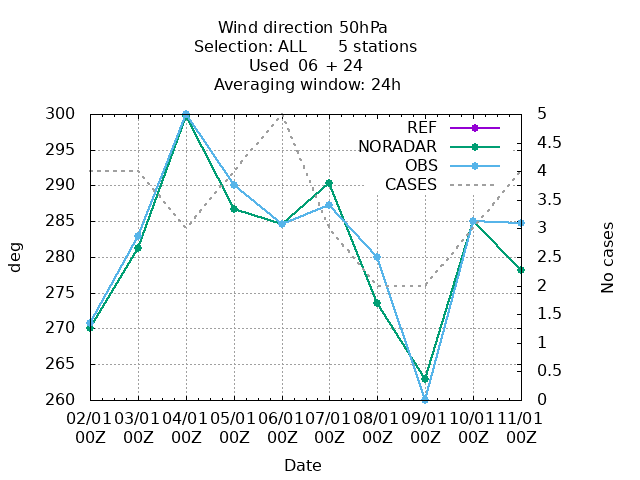 Wind direction 50hPa
Selection: ALL 5 stations
Used 06 + 24
Averaging window: 24h
300 5
REF
NORADAR
OBS
CASES
295 4.5
290 4
285 3.5
280 3
275 2.5
270 2
265 1.5
260 1
0.5
0
deg
No cases
02/01 03/01 04/01 05/01 06/01 07/01 08/01 09/01 10/01 11/01
00Z 00Z 00Z 00Z 00Z 00Z 00Z 00Z 00Z 00Z
Date